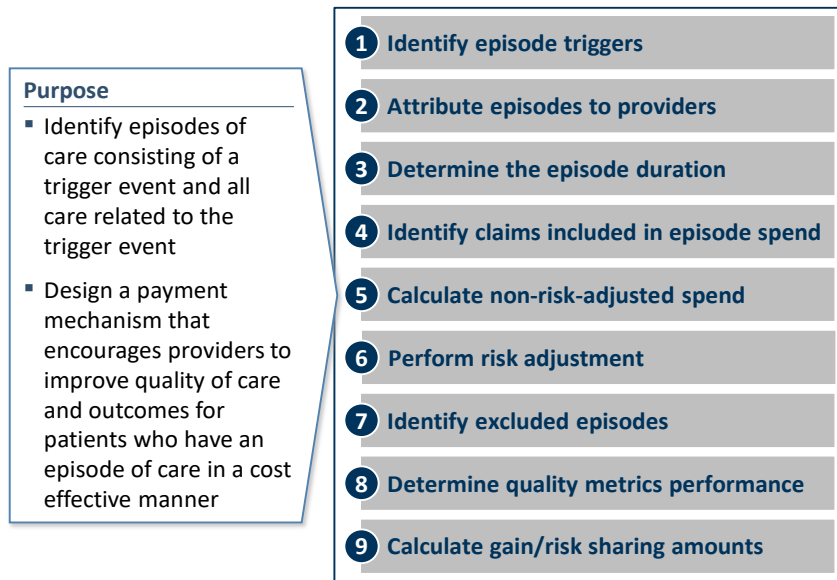 Purpose
▪ Identify episodes of
care consisting of a
trigger event and all
care related to the
trigger event
▪ Design a payment
mechanism that
encourages providers to
improve quality of care
and outcomes for
patients who have an
episode of care in a cost
effective manner
1 Identify episode triggers
2 Attribute episodes to providers
3 Determine the episode duration
4 Identify claims included in episode spend
5 Calculate non-risk-adjusted spend
6 Perform risk adjustment
7 Identify excluded episodes
8 Determine quality metrics performance
9 Calculate gain/risk sharing amounts